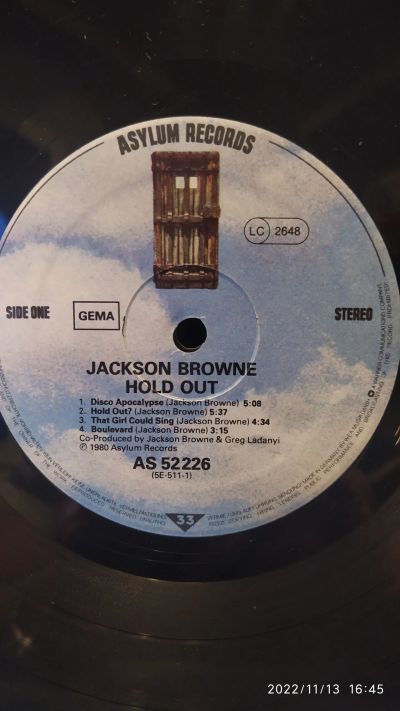 ASYLUM RECORDS
LC 2648
SIDE ONE
GEMA
STEREO
JACKSON BROWNE
HOLD OUT
1. Disco Apocalypse (Jackson Browne) 5:08
2. Hold Out? (Jackson Browne) 5:37
3. That Girl Could Sing (Jackson Browne) 4:34
4. Boulevard (Jackson Browne) 3:15
Co-Produced by Jackson Browne & Greg Ladanyi
℗ 1980 Asylum Records
AS 52226
(5E-511-1)
33
2022/11/13 16:45